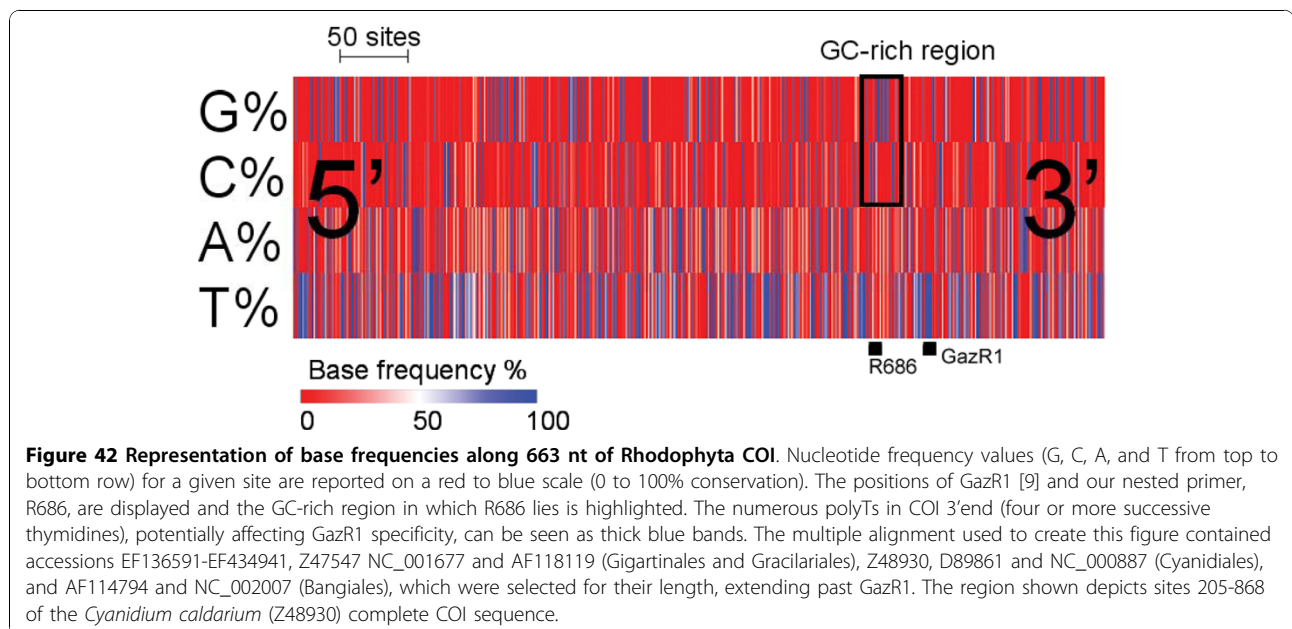 50 sites
GC-rich region
G%
C%
A%
T%
5’
3’
R686
GazR1
Base frequency %
0 50 100
Figure 42 Representation of base frequencies along 663 nt of Rhodophyta COI. Nucleotide frequency values (G, C, A, and T from top to
bottom row) for a given site are reported on a red to blue scale (0 to 100% conservation). The positions of GazR1 [9] and our nested primer,
R686, are displayed and the GC-rich region in which R686 lies is highlighted. The numerous polyTs in COI 3’end (four or more successive
thymidines), potentially affecting GazR1 specificity, can be seen as thick blue bands. The multiple alignment used to create this figure contained
accessions EF136591-EF434941, Z47547 NC_001677 and AF118119 (Gigartinales and Gracilariales), Z48930, D89861 and NC_000887 (Cyanidiales),
and AF114794 and NC_002007 (Bangiales), which were selected for their length, extending past GazR1. The region shown depicts sites 205-868
of the Cyanidium caldarium (Z48930) complete COI sequence.